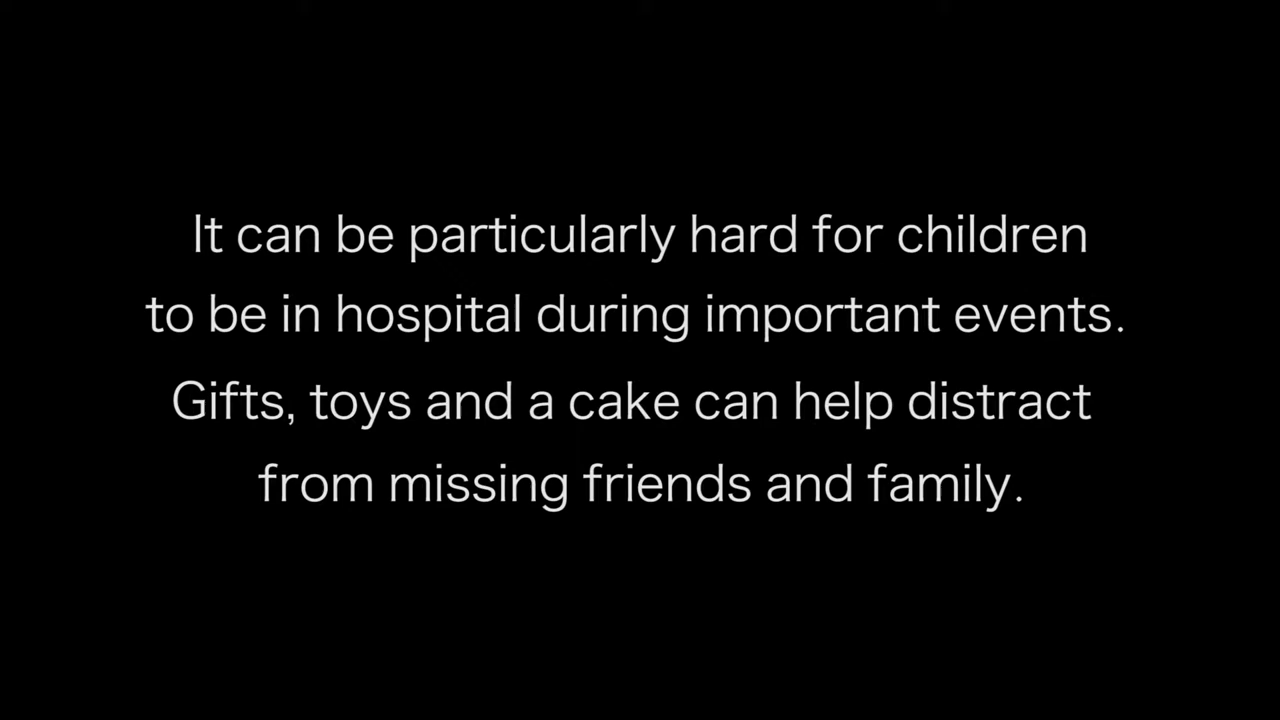 It can be particularly hard for children
to be in hospital during important events.
Gifts, toys and a cake can help distract
from missing friends and family.